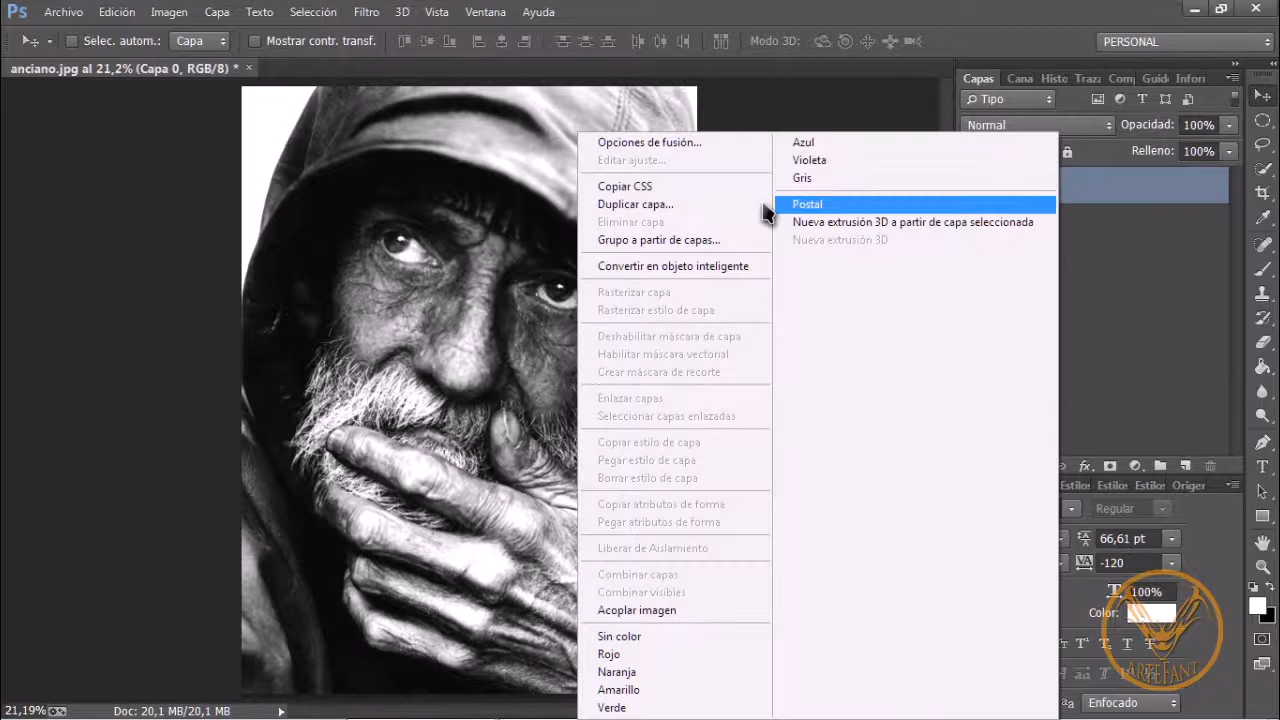 Ps Archivo Edición Imagen Capa Texto Selección Filtro 3D Vista Ventana Ayuda
Selec. autom.: Capa Mostrar contr. transf. Modo 3D: PERSONAL
anciano.jpg al 21,2% (Capa 0, RGB/8) * ×
Capas Cana Histo Traza Comp Guid Infori
Tipo
Normal Opacidad: 100%
Relleno: 100%
Opciones de fusión...
Editar ajuste...
Copiar CSS
Duplicar capa...
Eliminar capa
Grupo a partir de capas...
Convertir en objeto inteligente
Rasterizar capa
Rasterizar estilo de capa
Deshabilitar máscara de capa
Habilitar máscara vectorial
Crear máscara de recorte
Enlazar capas
Seleccionar capas enlazadas
Copiar estilo de capa
Pegar estilo de capa
Borrar estilo de capa
Copiar atributos de forma
Pegar atributos de forma
Liberar de Aislamiento
Combinar capas
Combinar visibles
Acoplar imagen
Sin color
Rojo
Naranja
Amarillo
Verde
Azul
Violeta
Gris
Postal
Nueva extrusión 3D a partir de capa seleccionada
Nueva extrusión 3D
Estilos Estilos Estilo Origer
Regular
66,61 pt
-120
100%
Color:
ARTEFANT
aa Enfocado
21,19% Doc: 20,1 MB/20,1 MB